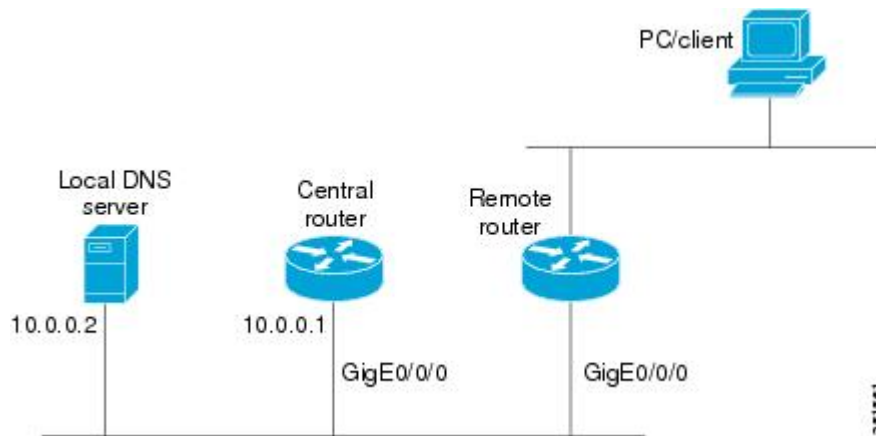 PC/client
Local DNS
server
Central
router
Remote
router
10.0.0.2
10.0.0.1
GigE0/0/0
GigE0/0/0